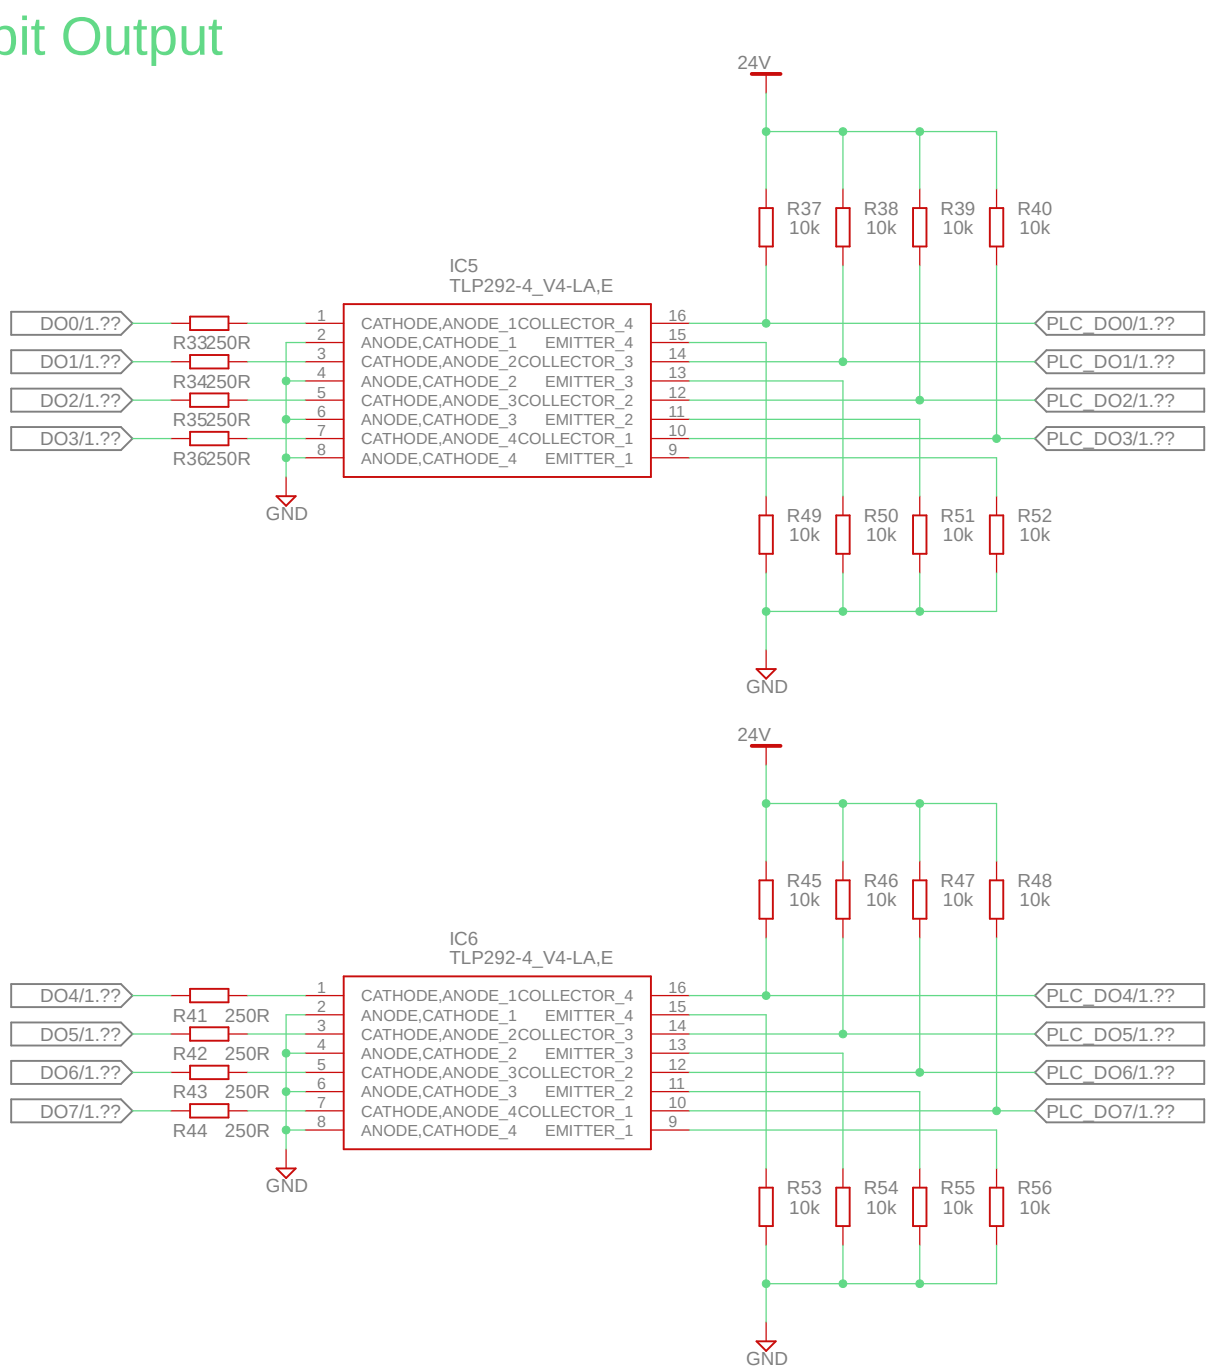 bit Output
24V
R37 R38 R39 R40
10k 10k 10k 10k
IC5
TLP292-4_V4-LA,E
DO0/1.?? 1 CATHODE,ANODE_1 COLLECTOR_4 16 PLC_DO0/1.??
R33 250R 2 ANODE,CATHODE_1 EMITTER_4 15
DO1/1.?? 3 CATHODE,ANODE_2 COLLECTOR_3 14 PLC_DO1/1.??
R34 250R 4 ANODE,CATHODE_2 EMITTER_3 13
DO2/1.?? 5 CATHODE,ANODE_3 COLLECTOR_2 12 PLC_DO2/1.??
R35 250R 6 ANODE,CATHODE_3 EMITTER_2 11
DO3/1.?? 7 CATHODE,ANODE_4 COLLECTOR_1 10 PLC_DO3/1.??
R36 250R 8 ANODE,CATHODE_4 EMITTER_1 9
GND
R49 R50 R51 R52
10k 10k 10k 10k
GND
24V
R45 R46 R47 R48
10k 10k 10k 10k
IC6
TLP292-4_V4-LA,E
DO4/1.?? 1 CATHODE,ANODE_1 COLLECTOR_4 16 PLC_DO4/1.??
R41 250R 2 ANODE,CATHODE_1 EMITTER_4 15
DO5/1.?? 3 CATHODE,ANODE_2 COLLECTOR_3 14 PLC_DO5/1.??
R42 250R 4 ANODE,CATHODE_2 EMITTER_3 13
DO6/1.?? 5 CATHODE,ANODE_3 COLLECTOR_2 12 PLC_DO6/1.??
R43 250R 6 ANODE,CATHODE_3 EMITTER_2 11
DO7/1.?? 7 CATHODE,ANODE_4 COLLECTOR_1 10 PLC_DO7/1.??
R44 250R 8 ANODE,CATHODE_4 EMITTER_1 9
GND
R53 R54 R55 R56
10k 10k 10k 10k
GND